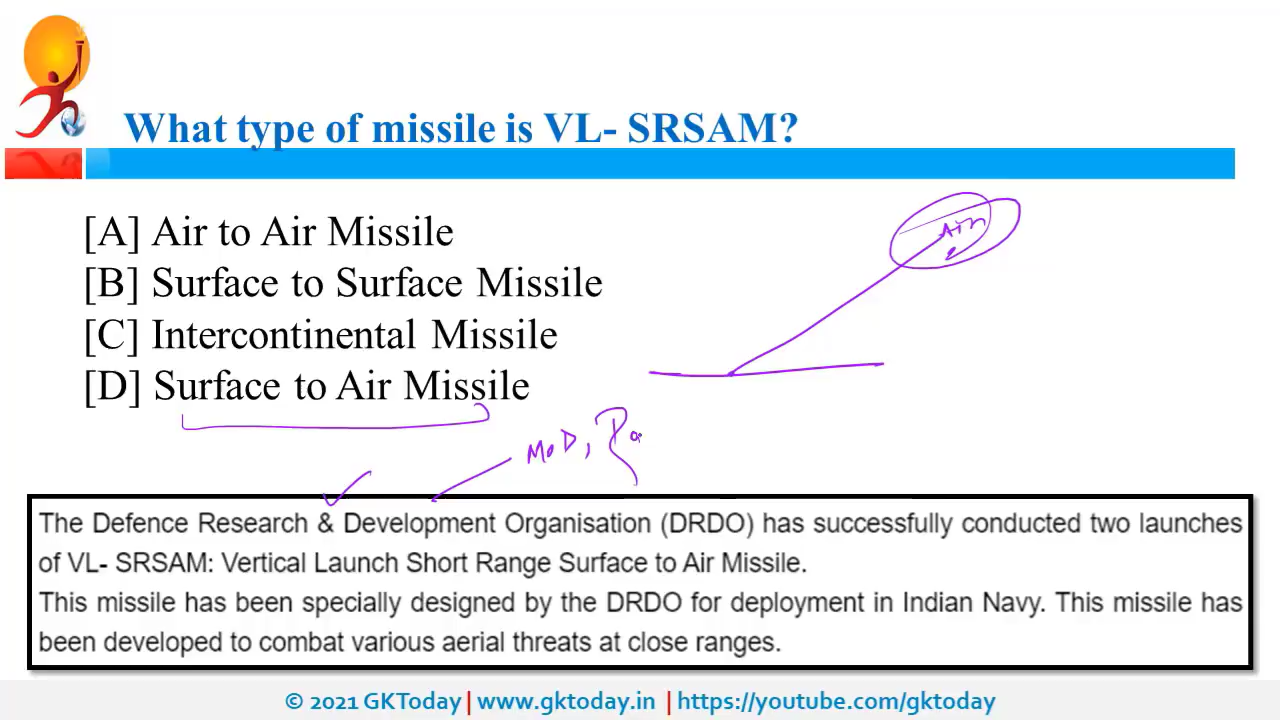 What type of missile is VL- SRSAM?
[A] Air to Air Missile
[B] Surface to Surface Missile
[C] Intercontinental Missile
[D] Surface to Air Missile
Air
MoD,
The Defence Research & Development Organisation (DRDO) has successfully conducted two launches
of VL- SRSAM: Vertical Launch Short Range Surface to Air Missile.
This missile has been specially designed by the DRDO for deployment in Indian Navy. This missile has
been developed to combat various aerial threats at close ranges.
© 2021 GKToday | www.gktoday.in | https://youtube.com/gktoday